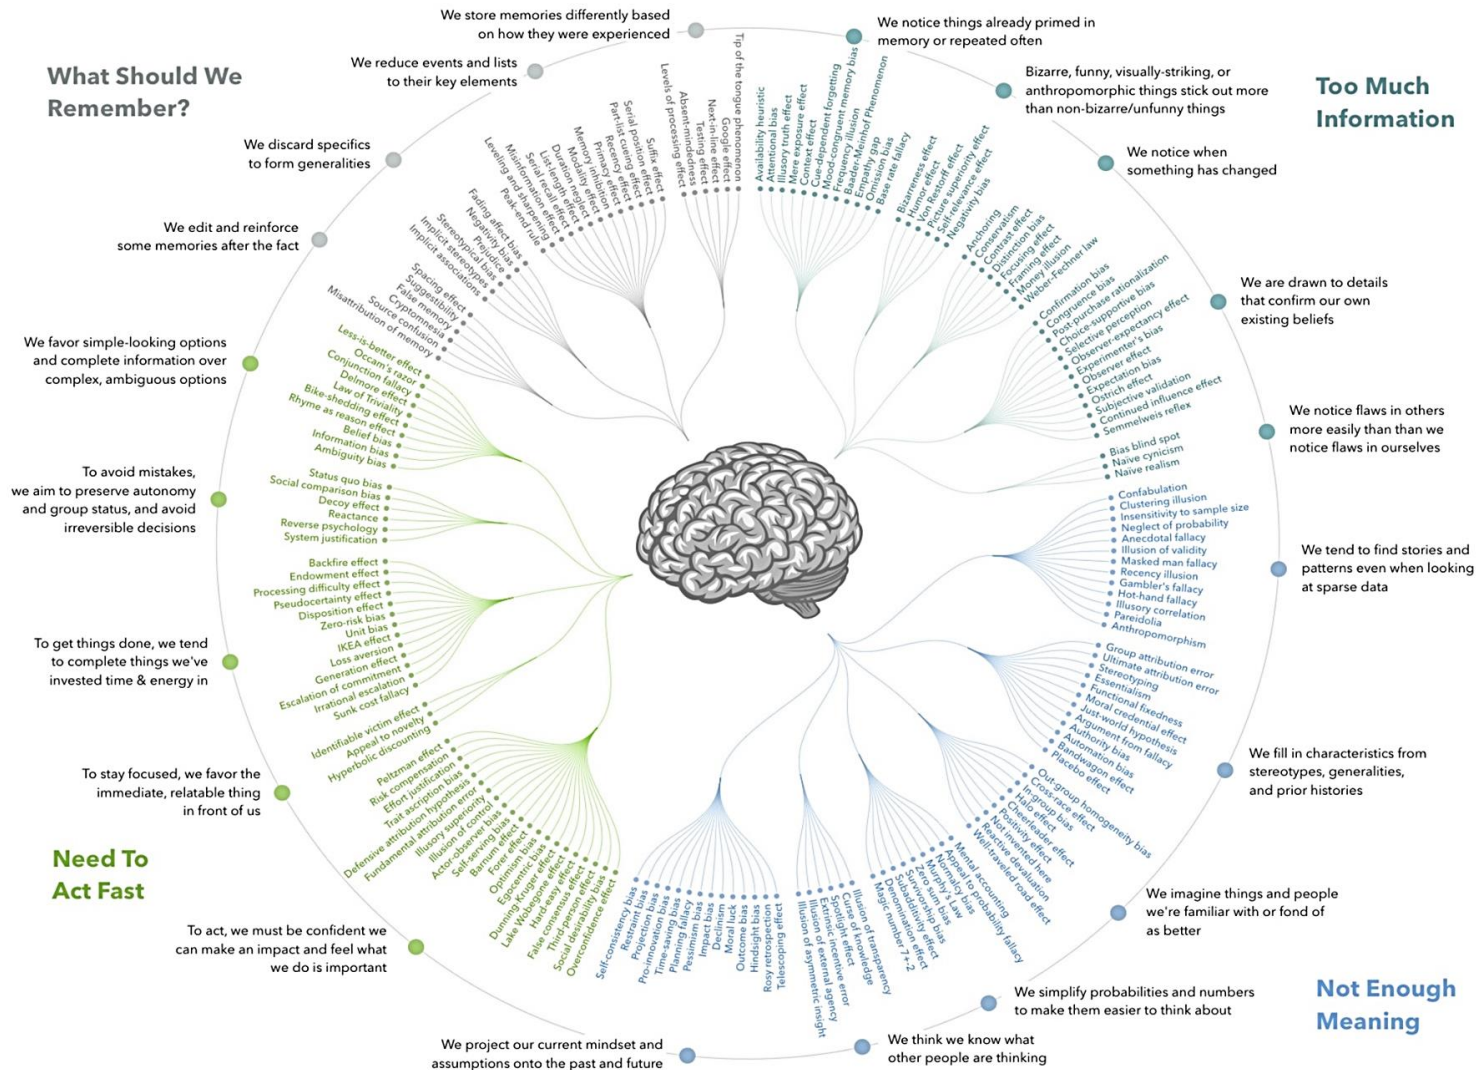 What Should We
Remember?
We store memories differently based
on how they were experienced
We reduce events and lists
to their key elements
We discard specifics
to form generalities
We edit and reinforce
some memories after the fact
We notice things already primed in
memory or repeated often
Bizarre, funny, visually-striking, or
anthropomorphic things stick out more
than non-bizarre/unfunny things
Too Much
Information
We notice when
something has changed
We are drawn to details
that confirm our own
existing beliefs
We notice flaws in others
more easily than than we
notice flaws in ourselves
We tend to find stories and
patterns even when looking
at sparse data
We fill in characteristics from
stereotypes, generalities,
and prior histories
We imagine things and people
we're familiar with or fond of
as better
Not Enough
Meaning
We simplify probabilities and numbers
to make them easier to think about
We think we know what
other people are thinking
We project our current mindset and
assumptions onto the past and future
To act, we must be confident we
can make an impact and feel what
we do is important
Need To
Act Fast
To stay focused, we favor the
immediate, relatable thing
in front of us
To get things done, we tend
to complete things we've
invested time & energy in
To avoid mistakes,
we aim to preserve autonomy
and group status, and avoid
irreversible decisions
We favor simple-looking options
and complete information over
complex, ambiguous options
Misattribution of memory
Source confusion
Cryptomnesia
False memory
Suggestibility
Spacing effect
Implicit associations
Implicit stereotypes
Stereotypical bias
Prejudice
Negativity bias
Fading affect bias
Peak-end rule
Leveling and sharpening
Misinformation effect
Serial recall effect
List-length effect
Duration neglect
Modality effect
Memory inhibition
Primacy effect
Recency effect
Part-list cueing effect
Serial position effect
Suffix effect
Levels of processing effect
Absent-mindedness
Testing effect
Next-in-line effect
Google effect
Tip of the tongue phenomenon
Availability heuristic
Attentional bias
Illusory truth effect
Mere exposure effect
Context effect
Cue-dependent forgetting
Mood-congruent memory bias
Frequency illusion
Baader-Meinhof Phenomenon
Empathy gap
Omission bias
Base rate fallacy
Bizarreness effect
Humor effect
Von Restorff effect
Picture superiority effect
Self-relevance effect
Negativity bias
Anchoring
Conservatism
Contrast effect
Distinction bias
Focusing effect
Framing effect
Money illusion
Weber-Fechner law
Confirmation bias
Congruence bias
Post-purchase rationalization
Choice-supportive bias
Selective perception
Observer-expectancy effect
Experimenter's bias
Observer effect
Expectation bias
Ostrich effect
Subjective validation
Continued influence effect
Semmelweis reflex
Bias blind spot
Naïve cynicism
Naïve realism
Confabulation
Clustering illusion
Insensitivity to sample size
Neglect of probability
Anecdotal fallacy
Illusion of validity
Masked man fallacy
Recency illusion
Gambler's fallacy
Hot-hand fallacy
Illusory correlation
Pareidolia
Anthropomorphism
Group attribution error
Ultimate attribution error
Stereotyping
Essentialism
Functional fixedness
Moral credential effect
Just-world hypothesis
Argument from fallacy
Authority bias
Automation bias
Bandwagon effect
Placebo effect
Out-group homogeneity bias
Cross-race effect
In-group bias
Halo effect
Cheerleader effect
Positivity effect
Not invented here
Reactive devaluation
Well-traveled road effect
Mental accounting
Appeal to probability fallacy
Normalcy bias
Murphy's Law
Zero sum bias
Survivorship bias
Subadditivity effect
Denomination effect
Magic number 7+-2
Illusion of transparency
Curse of knowledge
Spotlight effect
Extrinsic incentive error
Illusion of external agency
Illusion of asymmetric insight
Telescoping effect
Rosy retrospection
Hindsight bias
Outcome bias
Moral luck
Declinism
Impact bias
Pessimism bias
Planning fallacy
Time-saving bias
Pro-innovation bias
Projection bias
Restraint bias
Self-consistency bias
Overconfidence effect
Social desirability bias
Third-person effect
False consensus effect
Hard-easy effect
Lake Wobegone effect
Dunning-Kruger effect
Egocentric bias
Optimism bias
Forer effect
Barnum effect
Self-serving bias
Actor-observer bias
Illusion of control
Illusory superiority
Fundamental attribution error
Defensive attribution hypothesis
Trait ascription bias
Effort justification
Risk compensation
Peltzman effect
Hyperbolic discounting
Appeal to novelty
Identifiable victim effect
Sunk cost fallacy
Irrational escalation
Escalation of commitment
Generation effect
Loss aversion
IKEA effect
Unit bias
Zero-risk bias
Disposition effect
Pseudocertainty effect
Processing difficulty effect
Endowment effect
Backfire effect
System justification
Reverse psychology
Reactance
Decoy effect
Social comparison bias
Status quo bias
Ambiguity bias
Information bias
Belief bias
Rhyme as reason effect
Bike-shedding effect
Law of Triviality
Delmore effect
Conjunction fallacy
Occam's razor
Less-is-better effect